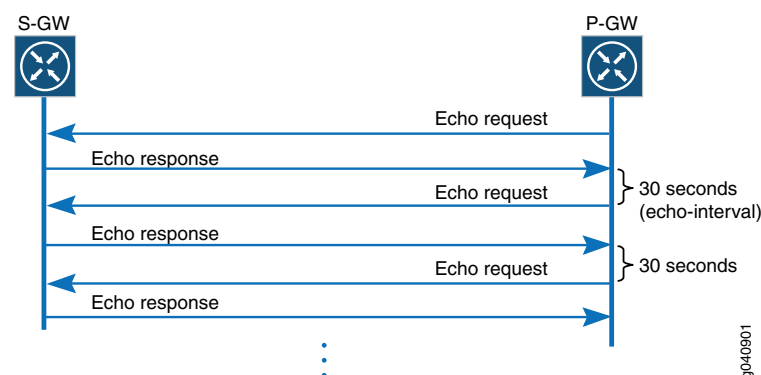 S-GW
P-GW
Echo request
Echo response
30 seconds
(echo-interval)
Echo request
Echo response
30 seconds
Echo request
Echo response
g040901